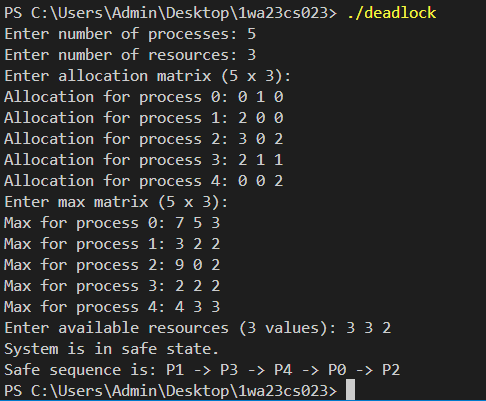 PS C:\Users\Admin\Desktop\1wa23cs023> ./deadlock
Enter number of processes: 5
Enter number of resources: 3
Enter allocation matrix (5 x 3):
Allocation for process 0: 0 1 0
Allocation for process 1: 2 0 0
Allocation for process 2: 3 0 2
Allocation for process 3: 2 1 1
Allocation for process 4: 0 0 2
Enter max matrix (5 x 3):
Max for process 0: 7 5 3
Max for process 1: 3 2 2
Max for process 2: 9 0 2
Max for process 3: 2 2 2
Max for process 4: 4 3 3
Enter available resources (3 values): 3 3 2
System is in safe state.
Safe sequence is: P1 -> P3 -> P4 -> P0 -> P2
PS C:\Users\Admin\Desktop\1wa23cs023>